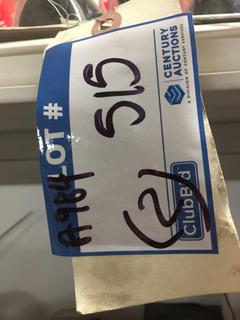 LOT #
A984
515
(2)
CENTURY
AUCTIONS
A DIVISION OF CENTURY SERVICES
ClubBid